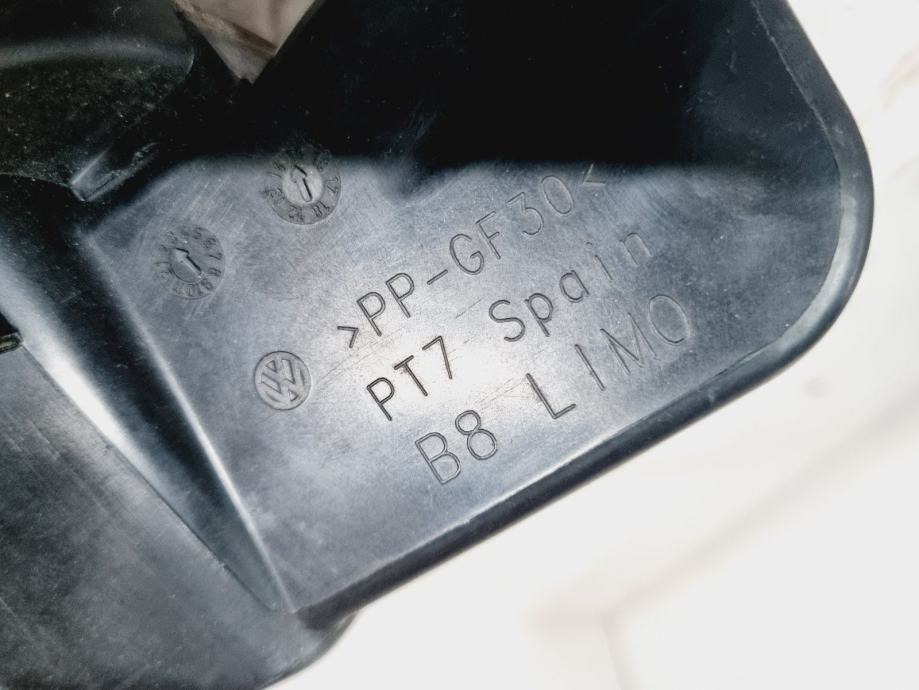 >PP-GF30<
PT7 Spain
B8 LIMO